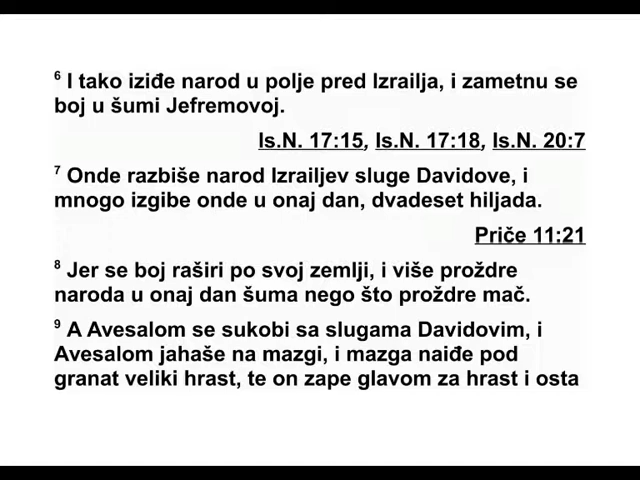 6 I tako iziđe narod u polje pred Izrailja, i zametnu se
boj u šumi Jefremovoj.
Is.N. 17:15, Is.N. 17:18, Is.N. 20:7
7 Onde razbiše narod Izrailjev sluge Davidove, i
mnogo izgibe onde u onaj dan, dvadeset hiljada.
Priče 11:21
8 Jer se boj raširi po svoj zemlji, i više proždre
naroda u onaj dan šuma nego što proždre mač.
9 A Avesalom se sukobi sa slugama Davidovim, i
Avesalom jahaše na mazgi, i mazga naiđe pod
granat veliki hrast, te on zape glavom za hrast i osta